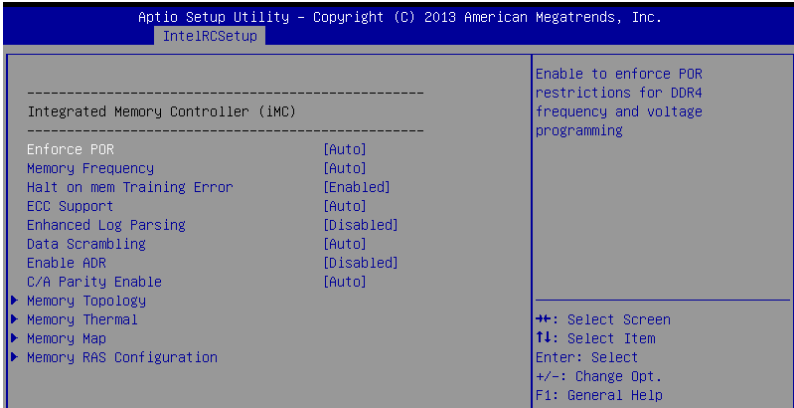 Aptio Setup Utility – Copyright (C) 2013 American Megatrends, Inc.
IntelRCSetup
------------------------------------------------
Integrated Memory Controller (iMC)
------------------------------------------------
Enforce POR [Auto]
Memory Frequency [Auto]
Halt on mem Training Error [Enabled]
ECC Support [Auto]
Enhanced Log Parsing [Disabled]
Data Scrambling [Auto]
Enable ADR [Disabled]
C/A Parity Enable [Auto]
Memory Topology
Memory Thermal
Memory Map
Memory RAS Configuration
Enable to enforce POR
restrictions for DDR4
frequency and voltage
programming
→←: Select Screen
↑↓: Select Item
Enter: Select
+/-: Change Opt.
F1: General Help